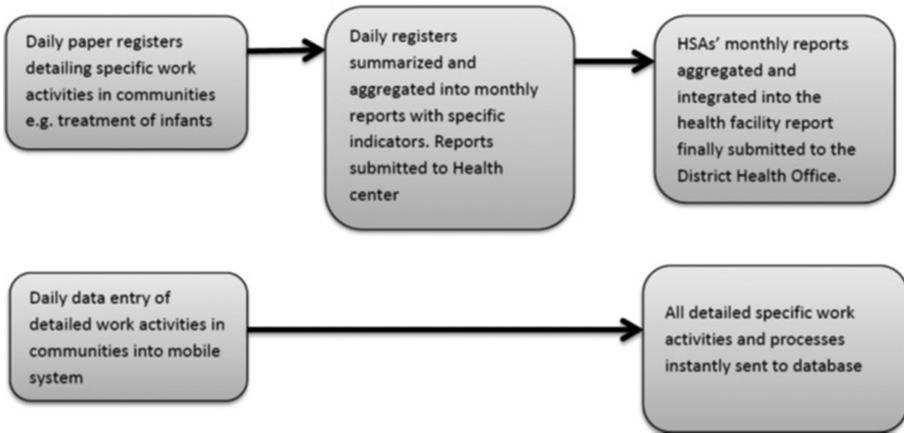 Daily paper registers
detailing specific work
activities in communities
e.g. treatment of infants
Daily registers
summarized and
aggregated into monthly
reports with specific
indicators. Reports
submitted to Health
center
HSAs' monthly reports
aggregated and
integrated into the
health facility report
finally submitted to the
District Health Office.
Daily data entry of
detailed work activities in
communities into mobile
system
All detailed specific work
activities and processes
instantly sent to database